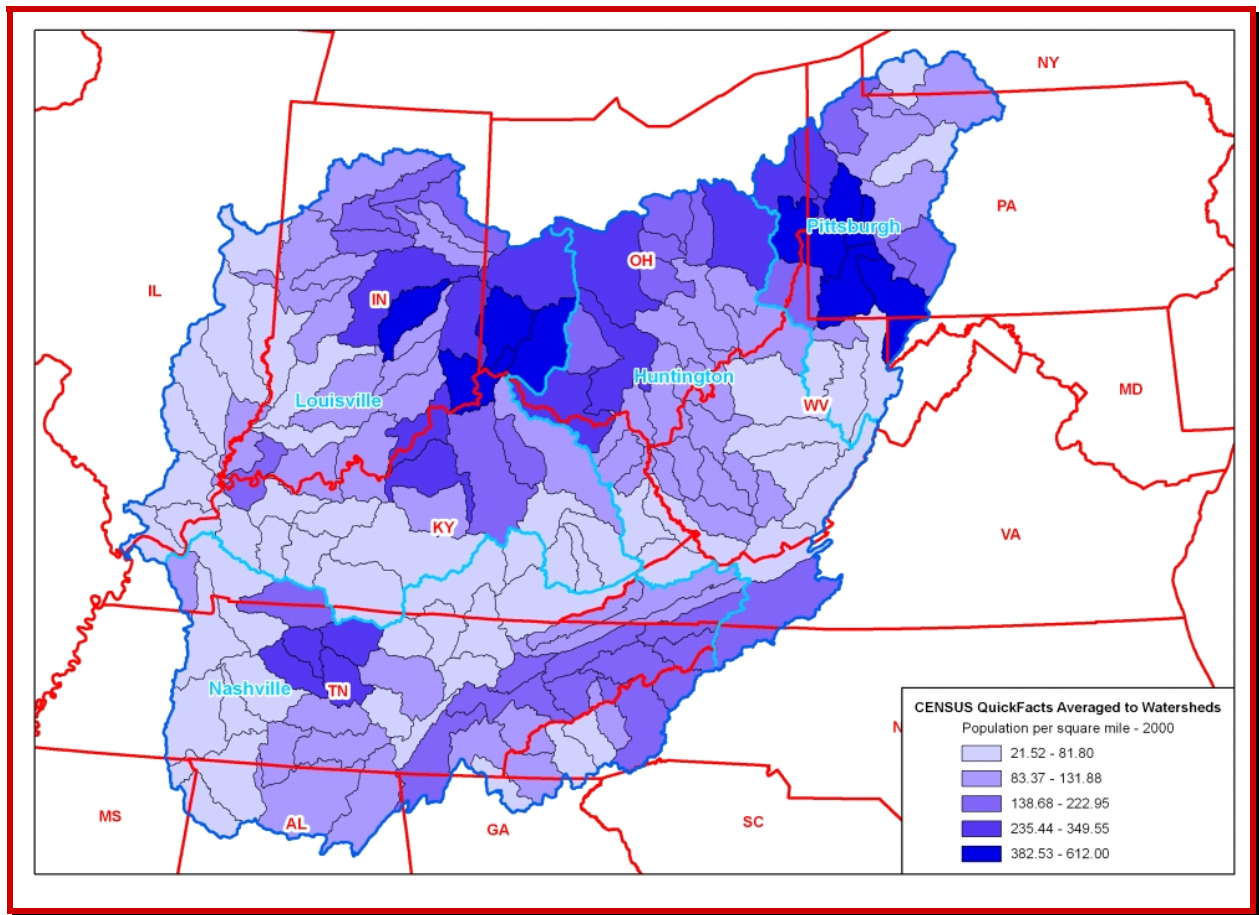 NY
PA
OH
Pittsburgh
IL
IN
MD
Huntington
Louisville
WV
KY
VA
Nashville
TN
N
CENSUS QuickFacts Averaged to Watersheds
Population per square mile - 2000
21.52 - 81.80
83.37 - 131.88
138.68 - 222.95
235.44 - 349.55
382.53 - 612.00
MS
AL
GA
SC